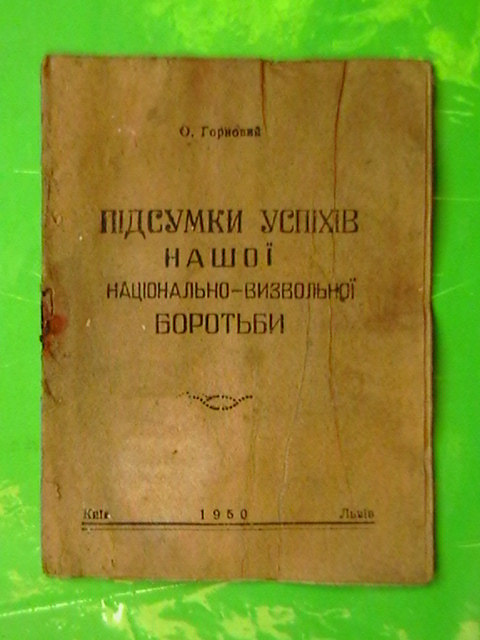 О. Горновий
ПІДСУМКИ УСПІХІВ
НАШОЇ
НАЦІОНАЛЬНО-ВИЗВОЛЬНОЇ
БОРОТЬБИ
Київ 1950 Львів